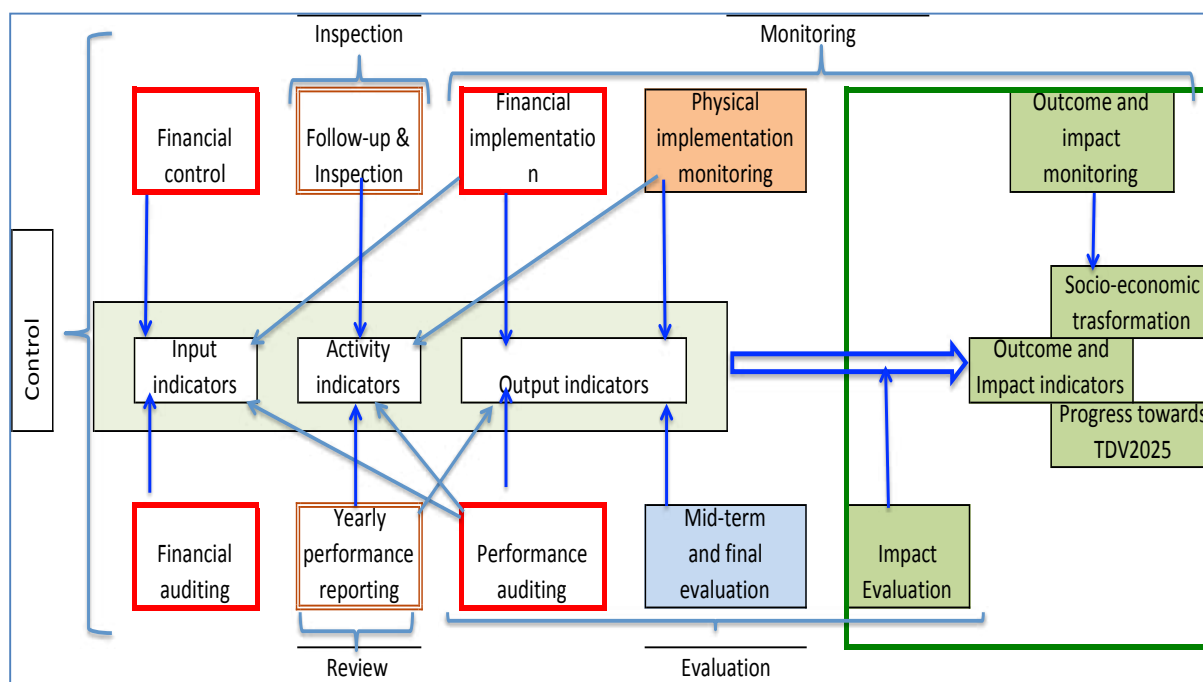 Inspection
Monitoring
Financial
control
Follow-up &
Inspection
Financial
implementatio
n
Physical
implementation
monitoring
Outcome and
impact
monitoring
Control
Socio-economic
trasformation
Input
indicators
Activity
indicators
Output indicators
Outcome and
Impact indicators
Progress towards
TDV2025
Financial
auditing
Yearly
performance
reporting
Performance
auditing
Mid-term
and final
evaluation
Impact
Evaluation
Review
Evaluation